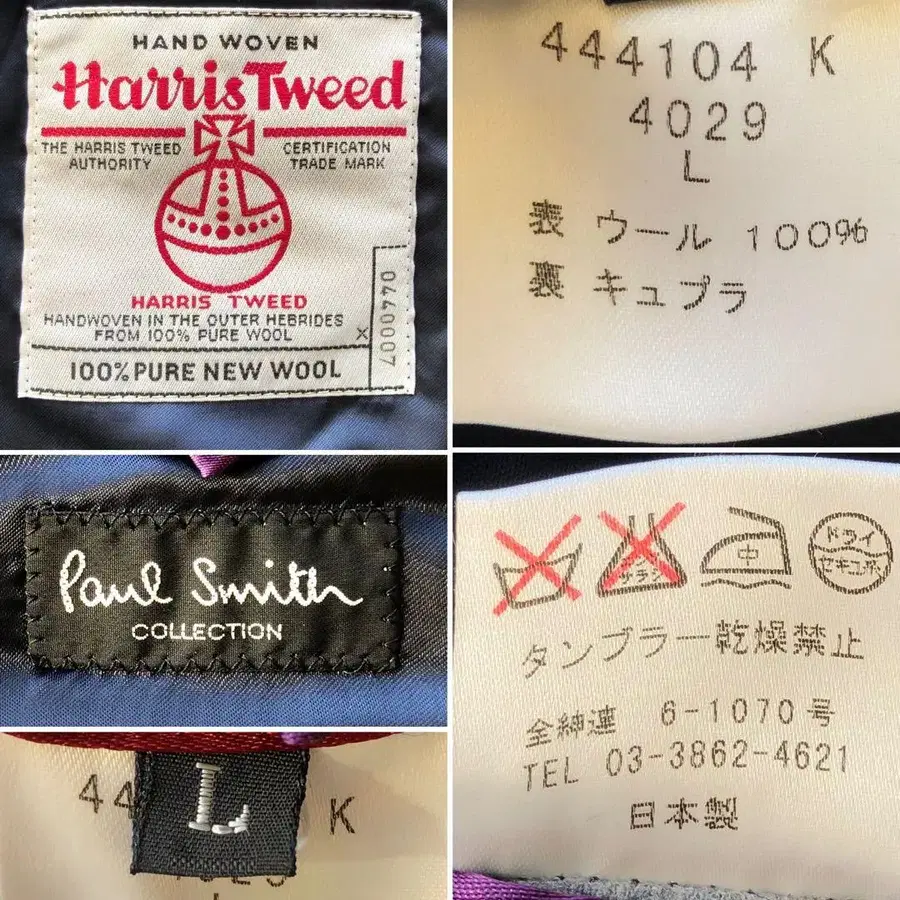 HAND WOVEN
Harris Tweed
THE HARRIS TWEED AUTHORITY
CERTIFICATION TRADE MARK
HARRIS TWEED
HANDWOVEN IN THE OUTER HEBRIDES
FROM 100% PURE WOOL
X
0440007
100% PURE NEW WOOL
444104 K
4029
L
表 ウール 100%
裏 キュプラ
Paul Smith
COLLECTION
サラシ
中
ドライ
セキユ系
タンブラー乾燥禁止
全紳連 6-1070号
TEL 03-3862-4621
日本製
44
L
K